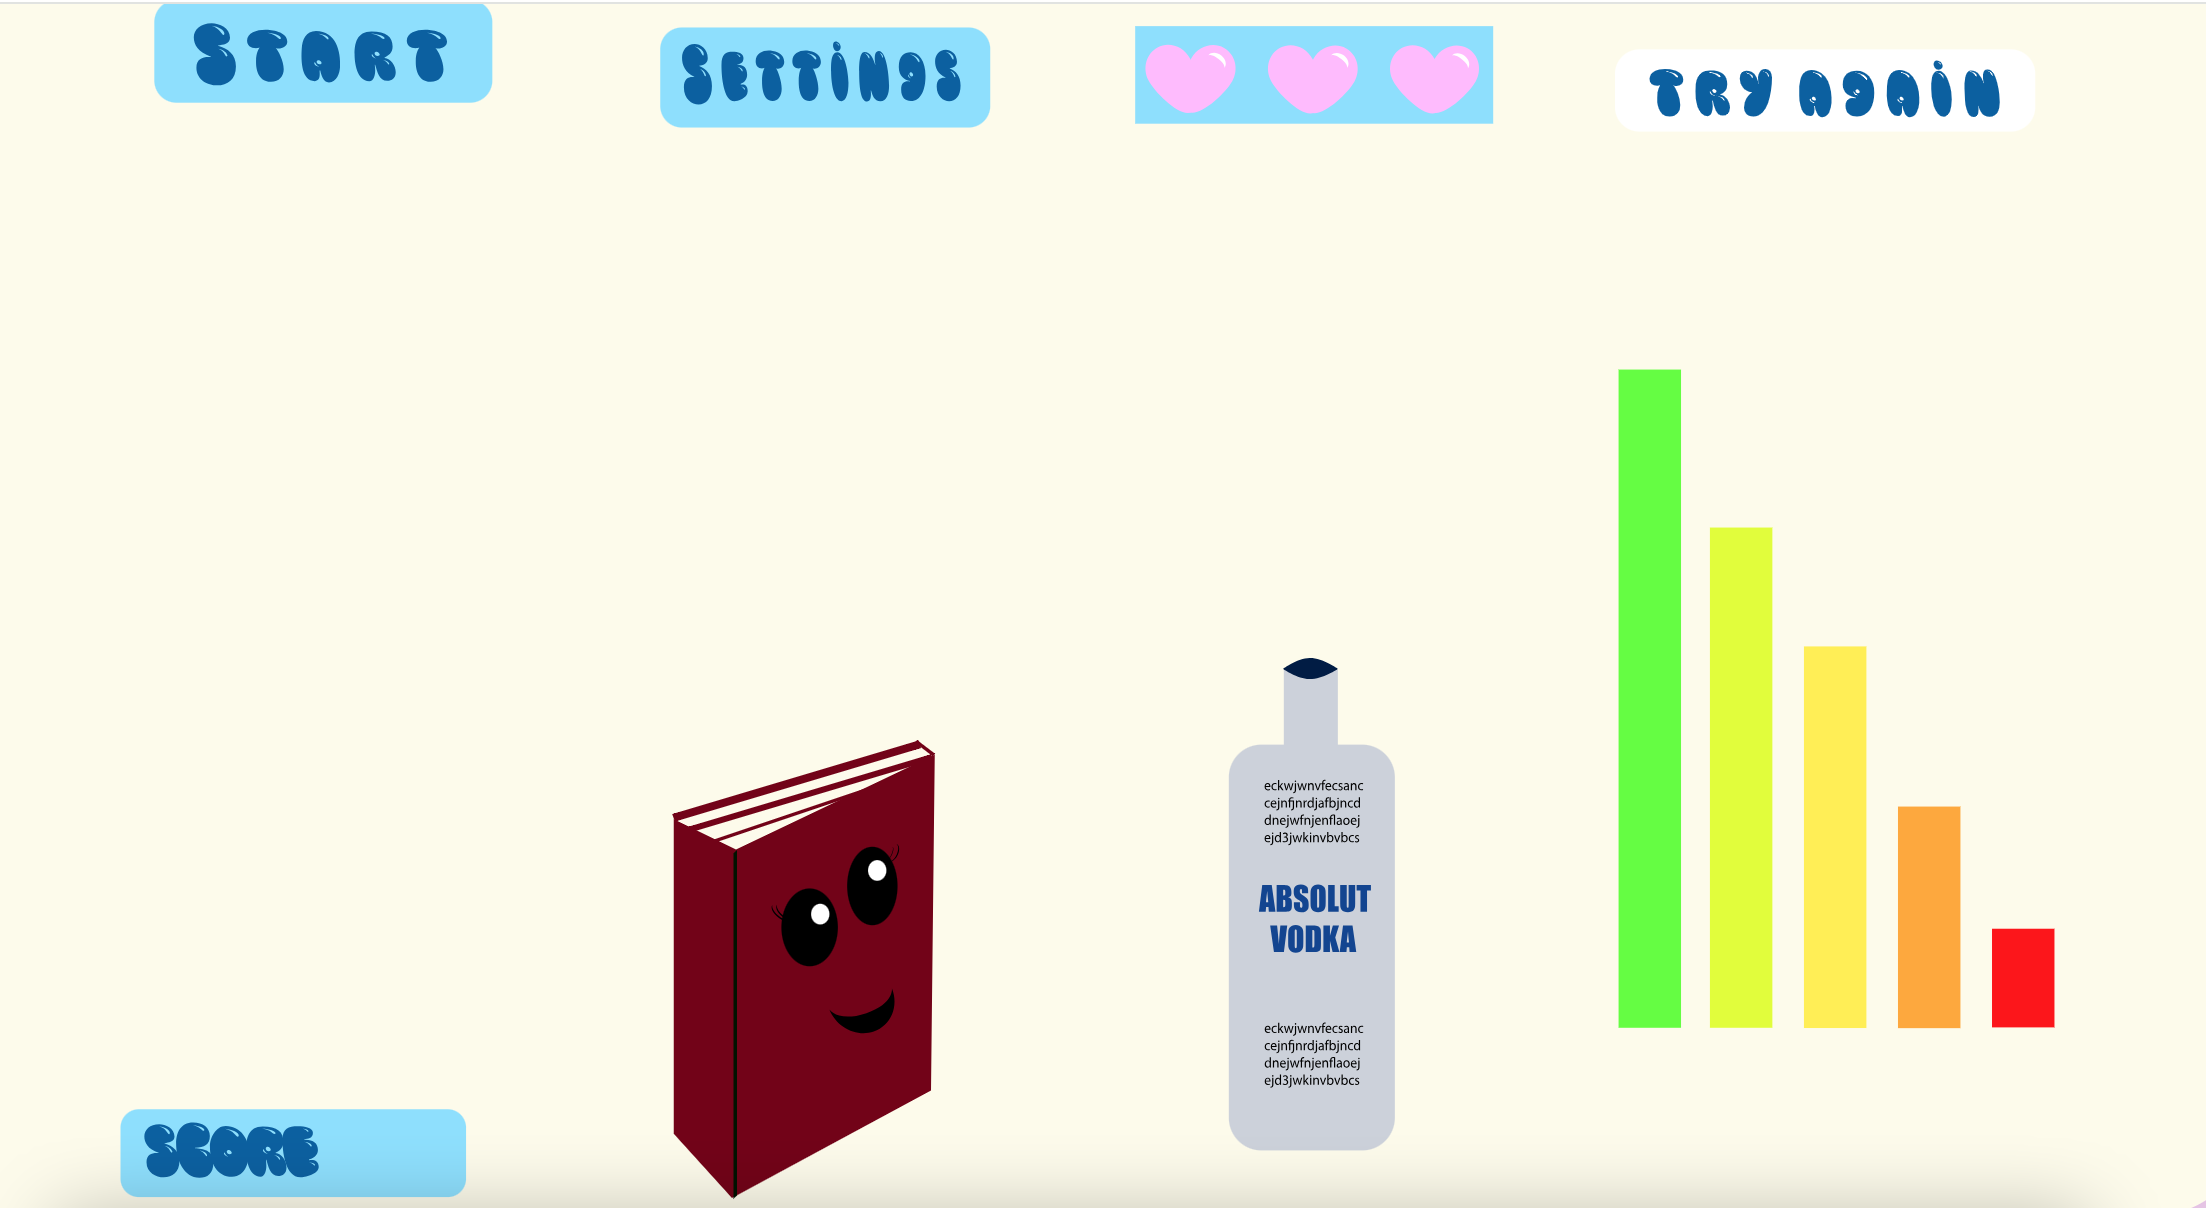 START
SETTINGS
TRY AGAIN
eckwjwnvfecsanc
cejnfjnrdjafbjncd
dnejwfnjenflaoej
ejd3jwkinvbvbcs
ABSOLUT
VODKA
eckwjwnvfecsanc
cejnfjnrdjafbjncd
dnejwfnjenflaoej
ejd3jwkinvbvbcs
SCORE